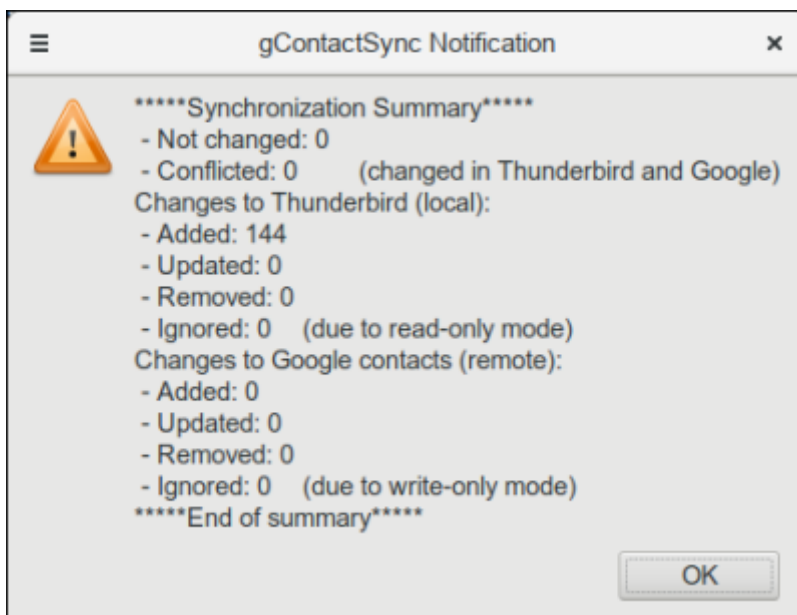 gContactSync Notification
*****Synchronization Summary*****
- Not changed: 0
- Conflicted: 0 (changed in Thunderbird and Google)
Changes to Thunderbird (local):
- Added: 144
- Updated: 0
- Removed: 0
- Ignored: 0 (due to read-only mode)
Changes to Google contacts (remote):
- Added: 0
- Updated: 0
- Removed: 0
- Ignored: 0 (due to write-only mode)
*****End of summary*****
OK